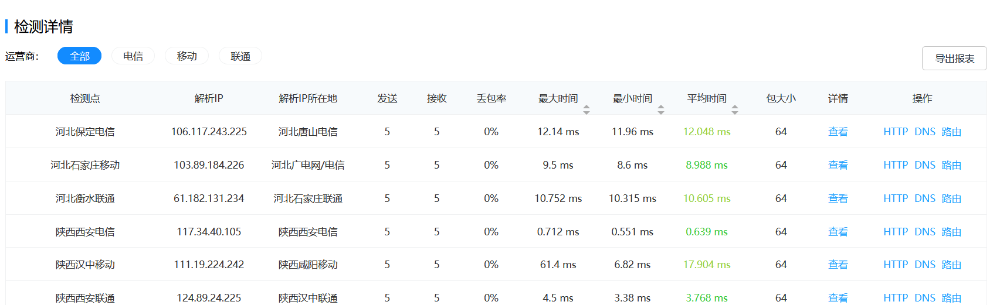 检测详情
运营商： 全部 电信 移动 联通 导出报表
检测点 解析IP 解析IP所在地 发送 接收 丢包率 最大时间 最小时间 平均时间 包大小 详情 操作
河北保定电信 106.117.243.225 河北唐山电信 5 5 0% 12.14 ms 11.96 ms 12.048 ms 64 查看 HTTP DNS 路由
河北石家庄移动 103.89.184.226 河北广电网/电信 5 5 0% 9.5 ms 8.6 ms 8.988 ms 64 查看 HTTP DNS 路由
河北衡水联通 61.182.131.234 河北石家庄联通 5 5 0% 10.752 ms 10.315 ms 10.605 ms 64 查看 HTTP DNS 路由
陕西西安电信 117.34.40.105 陕西西安电信 5 5 0% 0.712 ms 0.551 ms 0.639 ms 64 查看 HTTP DNS 路由
陕西汉中移动 111.19.224.242 陕西咸阳移动 5 5 0% 61.4 ms 6.82 ms 17.904 ms 64 查看 HTTP DNS 路由
陕西西安联通 124.89.24.225 陕西汉中联通 5 5 0% 4.5 ms 3.38 ms 3.768 ms 64 查看 HTTP DNS 路由